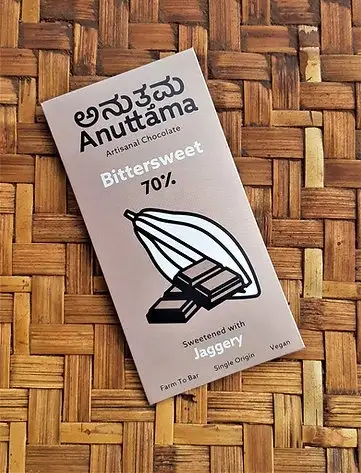 ಅನುತ್ತಮ
Anuttama
Artisanal Chocolate
Bittersweet
70%
Sweetened with
Jaggery
Farm To Bar Single Origin Vegan